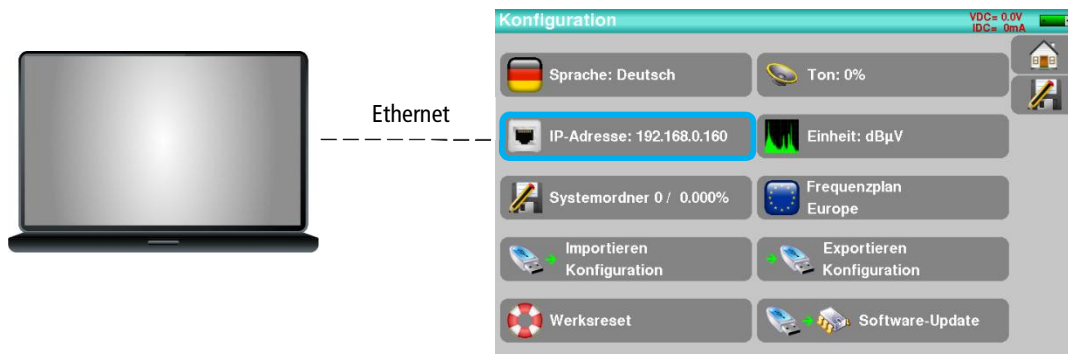 Konfiguration
VDC= 0.0V
IDC= 0mA
Sprache: Deutsch
Ton: 0%
Ethernet
IP-Adresse: 192.168.0.160
Einheit: dBµV
Systemordner 0 / 0.000%
Frequenzplan
Europe
Importieren
Konfiguration
Exportieren
Konfiguration
Werksreset
Software-Update